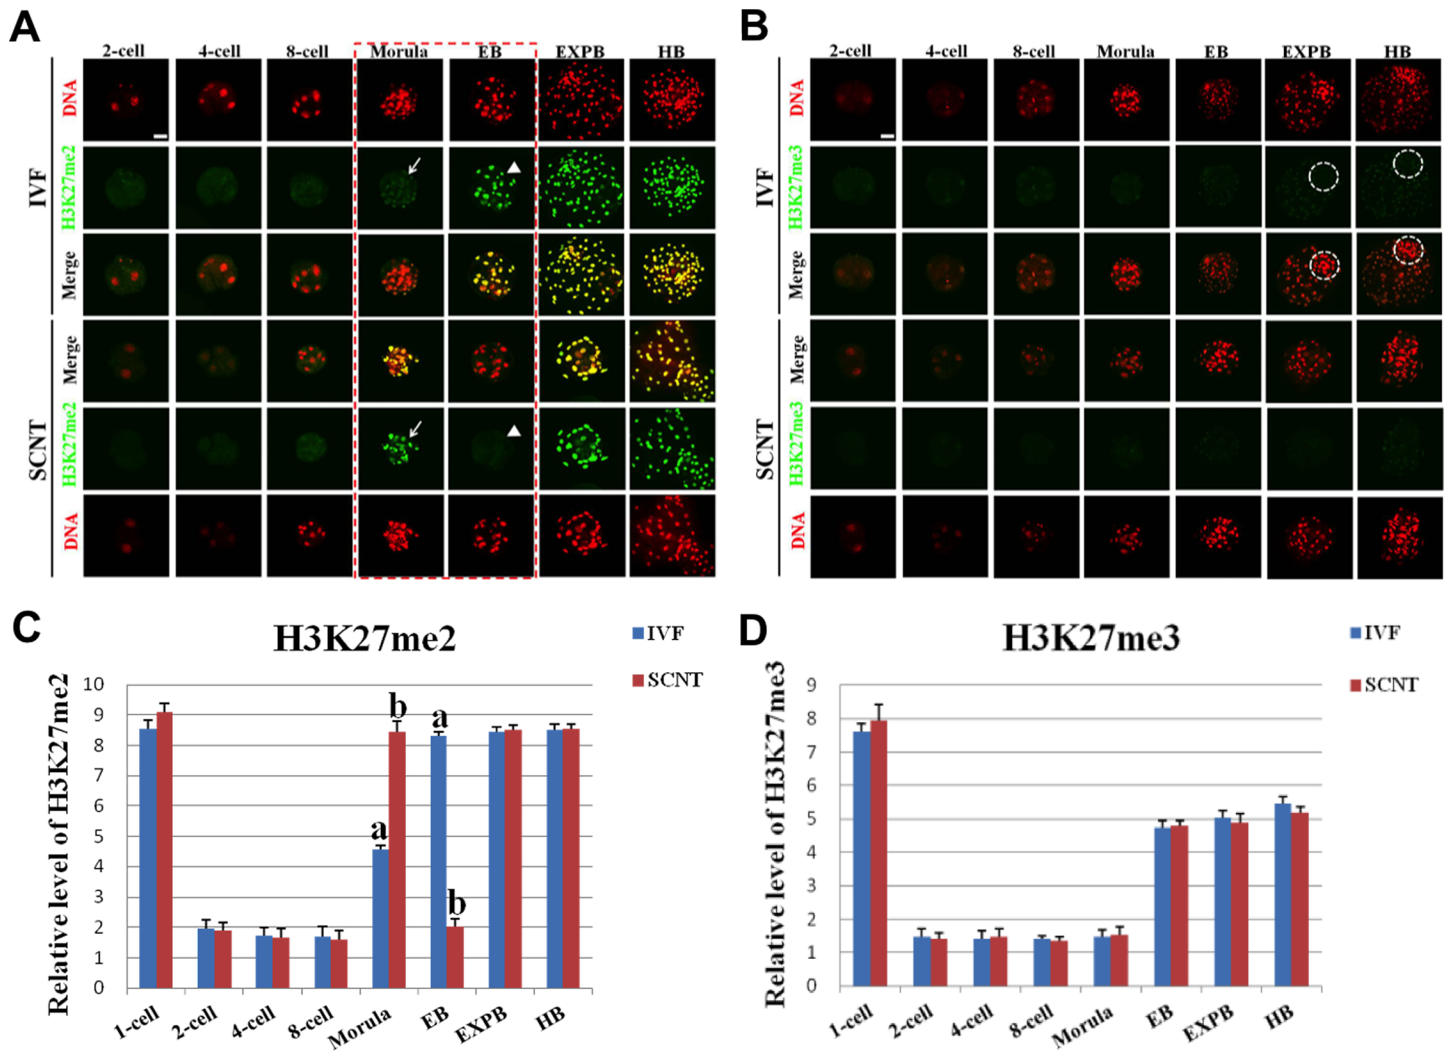 A
2-cell 4-cell 8-cell Morula EB EXPB HB
IVF
DNA
H3K27me2
Merge
SCNT
Merge
H3K27me2
DNA
B
2-cell 4-cell 8-cell Morula EB EXPB HB
IVF
DNA
H3K27me3
Merge
SCNT
Merge
H3K27me3
DNA
C
H3K27me2
IVF
SCNT
Relative level of H3K27me2
10
9
8
7
6
5
4
3
2
1
0
a
b
a
b
1-cell 2-cell 4-cell 8-cell Morula EB EXPB HB
D
H3K27me3
IVF
SCNT
Relative level of H3K27me3
9
8
7
6
5
4
3
2
1
0
1-cell 2-cell 4-cell 8-cell Morula EB EXPB HB